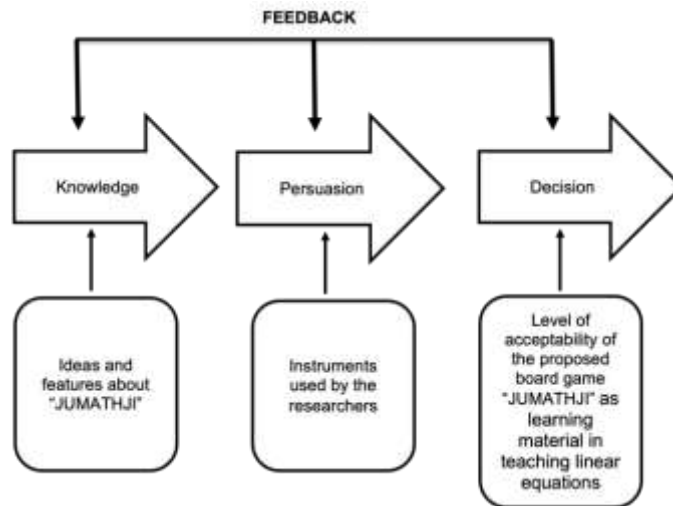 FEEDBACK
Knowledge
Persuasion
Decision
Ideas and
features about
“JUMATHJI”
Instruments
used by the
researchers
Level of
acceptability of
the proposed
board game
“JUMATHJI” as
learning
material in
teaching linear
equations